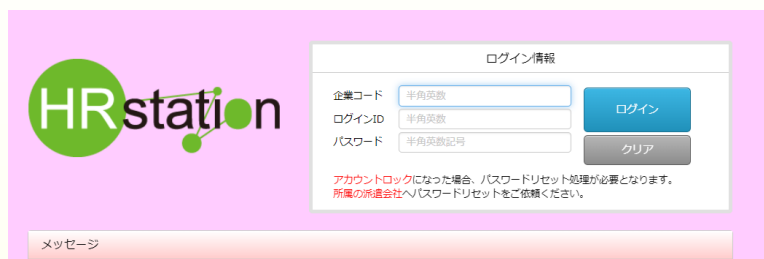 HRstation
ログイン情報
企業コード 半角英数
ログインID 半角英数
パスワード 半角英数記号
ログイン
クリア
アカウントロックになった場合、パスワードリセット処理が必要となります。
所属の派遣会社へパスワードリセットをご依頼ください。
メッセージ